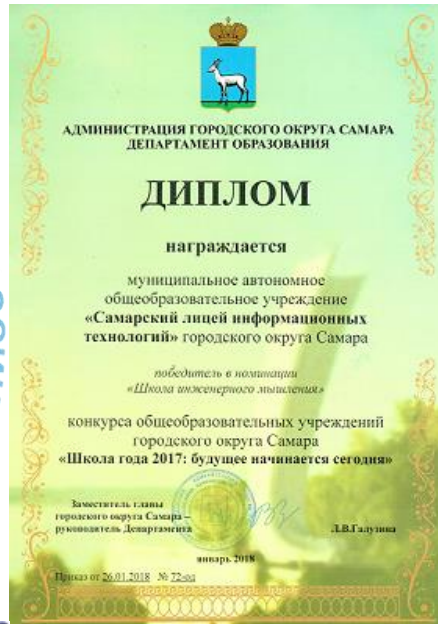 АДМИНИСТРАЦИЯ ГОРОДСКОГО ОКРУГА САМАРА
ДЕПАРТАМЕНТ ОБРАЗОВАНИЯ
ДИПЛОМ
награждается
муниципальное автономное
общеобразовательное учреждение
«Самарский лицей информационных
технологий» городского округа Самара
победитель в номинации
«Школа инженерного мышления»
конкурса общеобразовательных учреждений
городского округа Самара
«Школа года 2017: будущее начинается сегодня»
Заместитель главы
городского округа Самара –
руководитель Департамента
Л.В.Галузина
январь 2018
Приказ от 26.01.2018 № 72-од